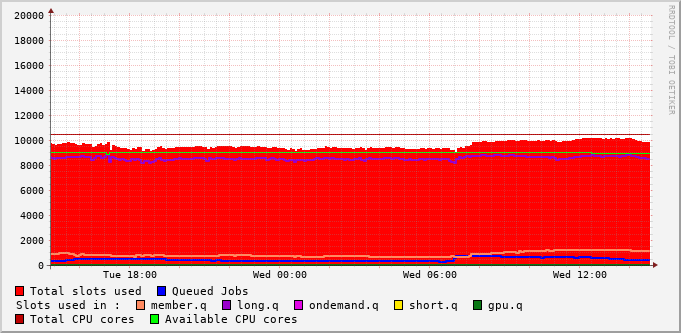 RRDTOOL / TOBI OETIKER
20000
18000
16000
14000
12000
10000
8000
6000
4000
2000
0
Tue 18:00 Wed 00:00 Wed 06:00 Wed 12:00
Total slots used Queued Jobs
Slots used in : member.q long.q ondemand.q short.q gpu.q
Total CPU cores Available CPU cores